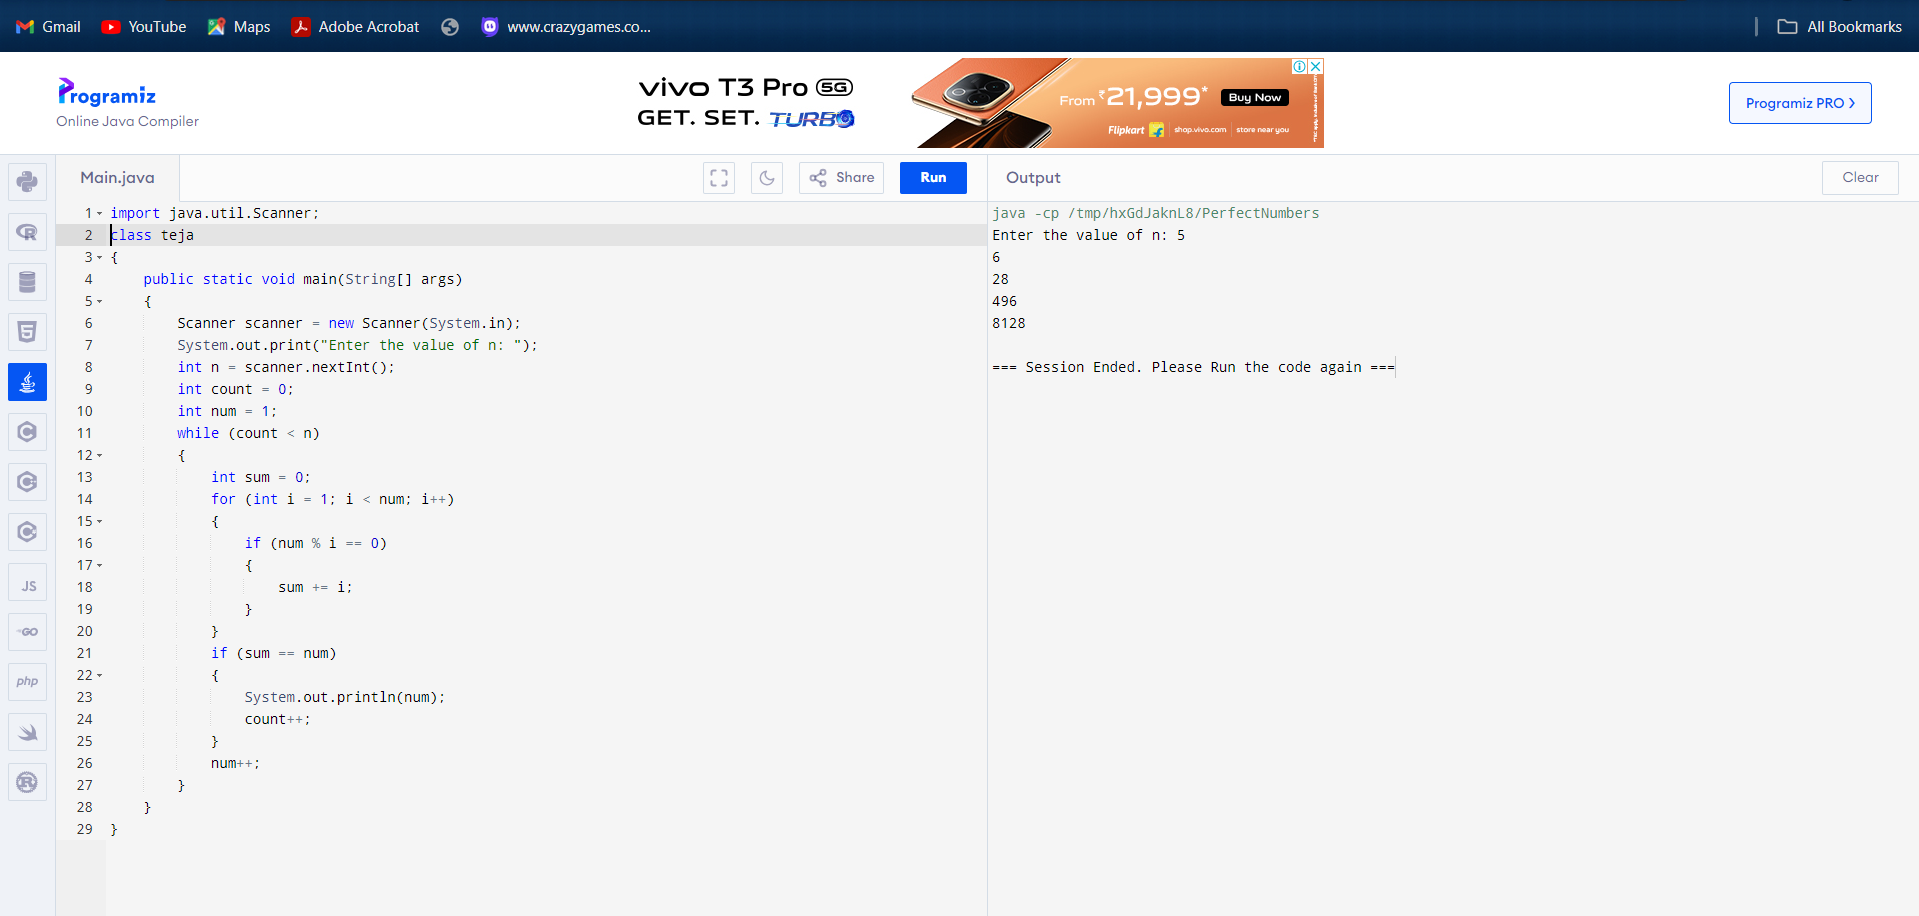 Gmail YouTube Maps Adobe Acrobat www.crazygames.co... All Bookmarks
Programiz
Online Java Compiler
vivo T3 Pro 5G
GET. SET. TURBO
From ₹21,999* Buy Now
Flipkart shop.vivo.com store near you
Programiz PRO
Main.java Share Run
Output Clear
1 import java.util.Scanner;
2 class teja
3 {
4 public static void main(String[] args)
5 {
6 Scanner scanner = new Scanner(System.in);
7 System.out.print("Enter the value of n: ");
8 int n = scanner.nextInt();
9 int count = 0;
10 int num = 1;
11 while (count < n)
12 {
13 int sum = 0;
14 for (int i = 1; i < num; i++)
15 {
16 if (num % i == 0)
17 {
18 sum += i;
19 }
20 }
21 if (sum == num)
22 {
23 System.out.println(num);
24 count++;
25 }
26 num++;
27 }
28 }
29 }
java -cp /tmp/hxGdJaknL8/PerfectNumbers
Enter the value of n: 5
6
28
496
8128
=== Session Ended. Please Run the code again ===
R
JS
GO
php